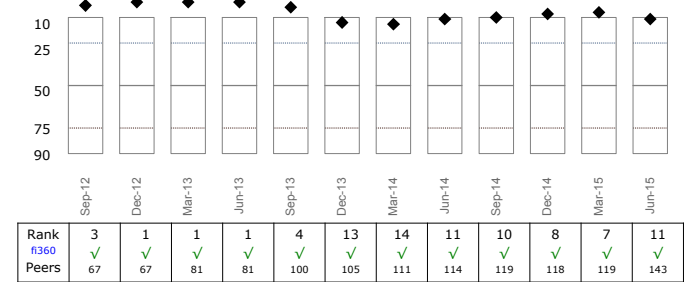 10
25
50
75
90
Sep-12 Dec-12 Mar-13 Jun-13 Sep-13 Dec-13 Mar-14 Jun-14 Sep-14 Dec-14 Mar-15 Jun-15
Rank 3 1 1 1 4 13 14 11 10 8 7 11
fi360 √ √ √ √ √ √ √ √ √ √ √ √
Peers 67 67 81 81 100 105 111 114 119 118 119 143